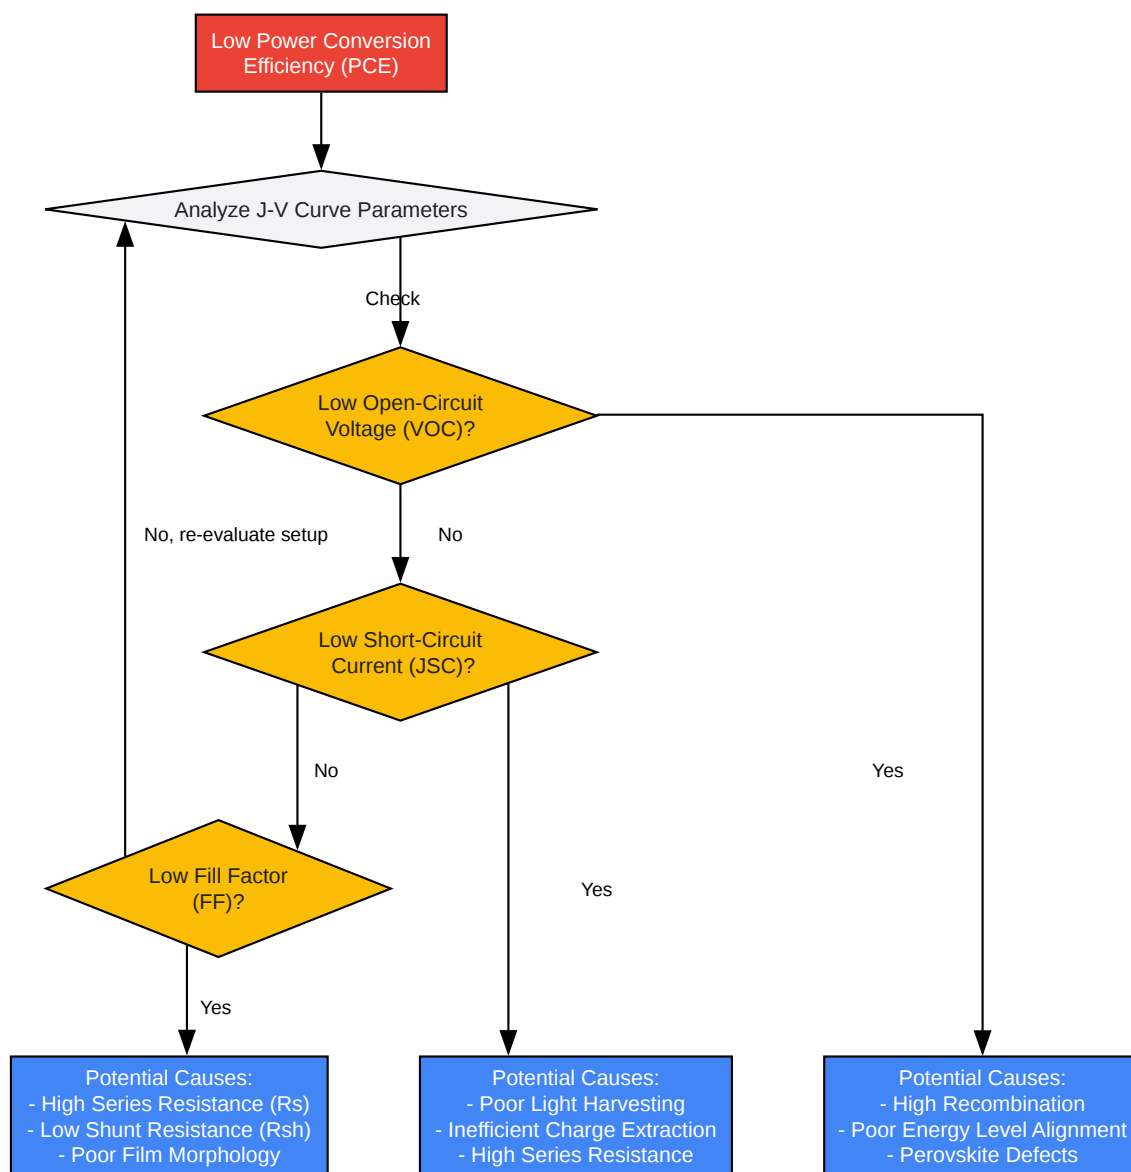 Low Power Conversion
Efficiency (PCE)
Analyze J-V Curve Parameters
Check
Low Open-Circuit
Voltage (VOC)?
No, re-evaluate setup
No
Low Short-Circuit
Current (JSC)?
No
Yes
Low Fill Factor
(FF)?
Yes
Yes
Potential Causes:
- High Series Resistance (Rs)
- Low Shunt Resistance (Rsh)
- Poor Film Morphology
Potential Causes:
- Poor Light Harvesting
- Inefficient Charge Extraction
- High Series Resistance
Potential Causes:
- High Recombination
- Poor Energy Level Alignment
- Perovskite Defects